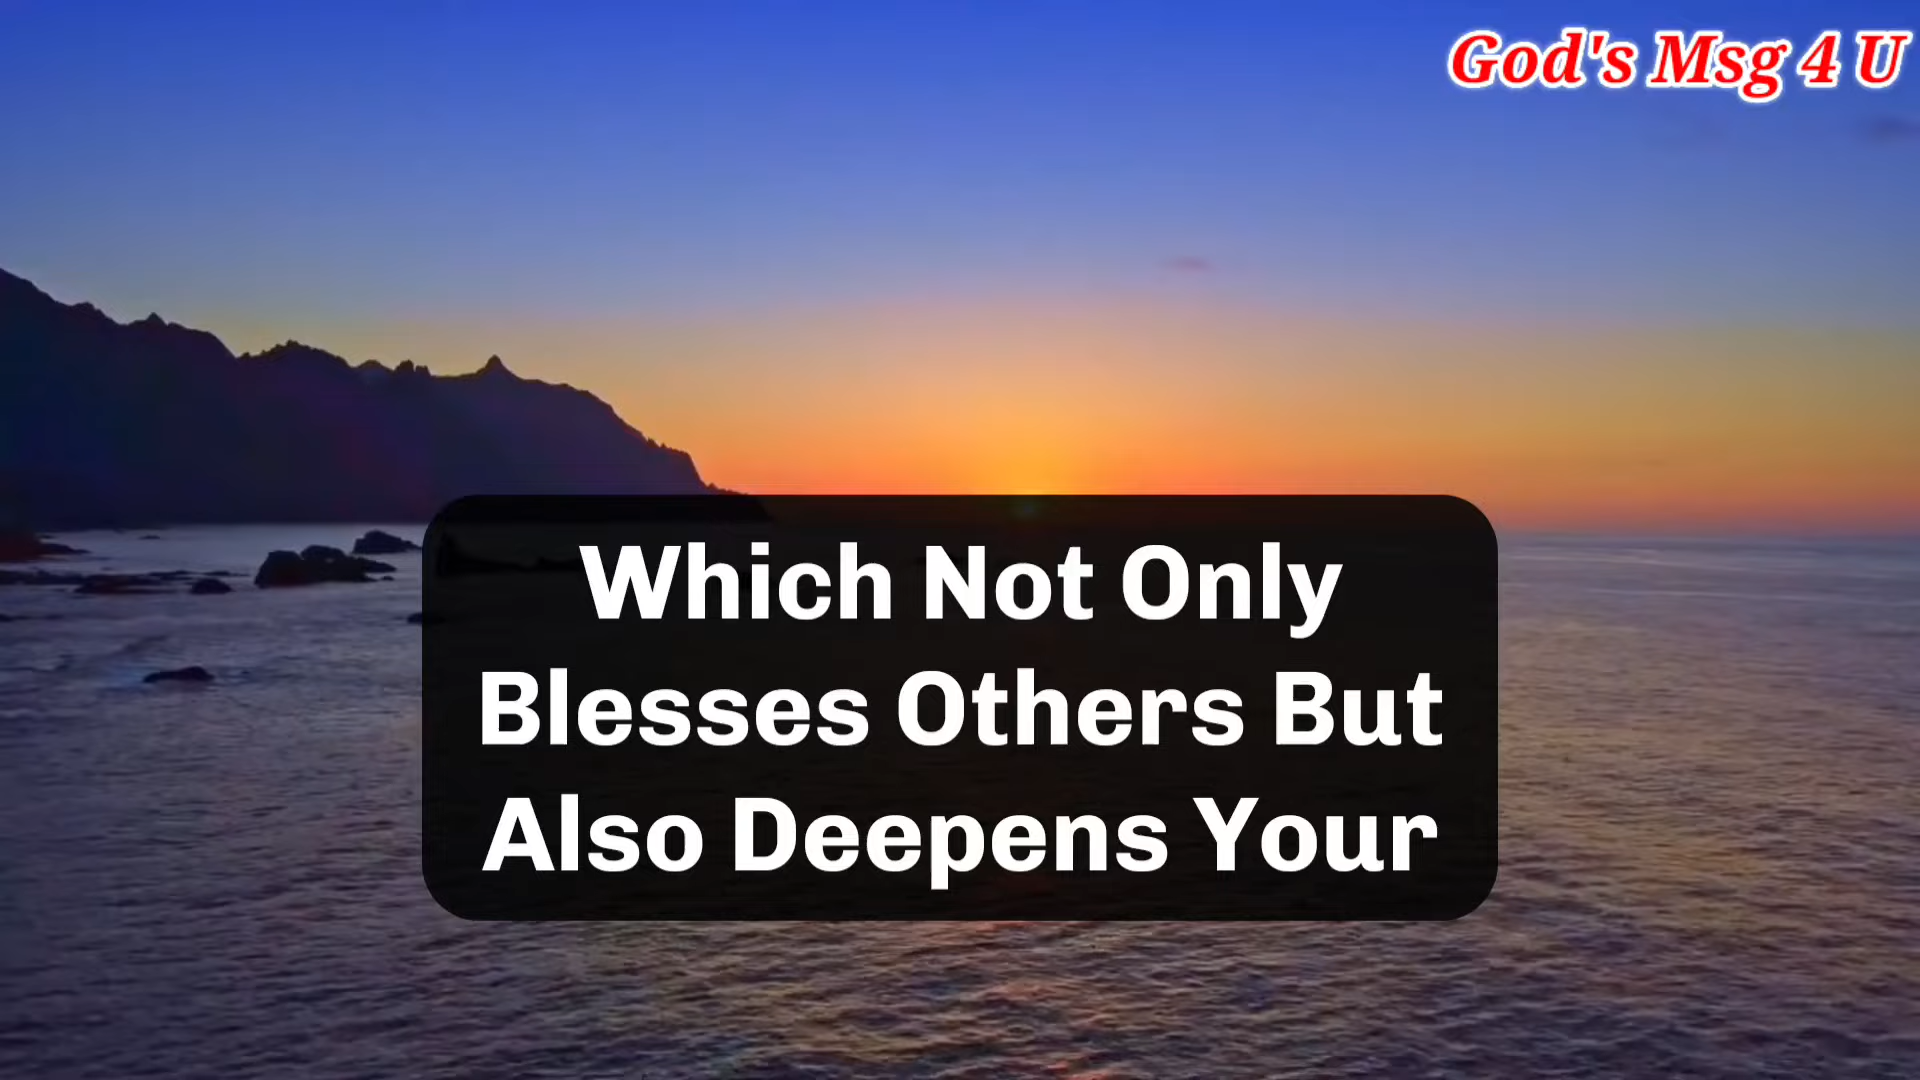 God's Msg 4 U
Which Not Only
Blesses Others But
Also Deepens Your